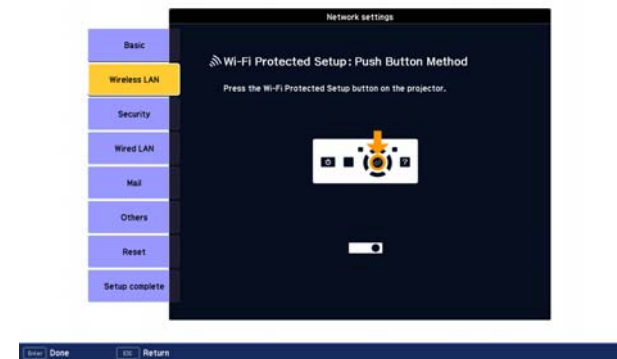 Network settings
Basic
Wireless LAN
Security
Wired LAN
Mail
Others
Reset
Setup complete
Wi-Fi Protected Setup: Push Button Method
Press the Wi-Fi Protected Setup button on the projector.
?
Enter Done
ESC Return